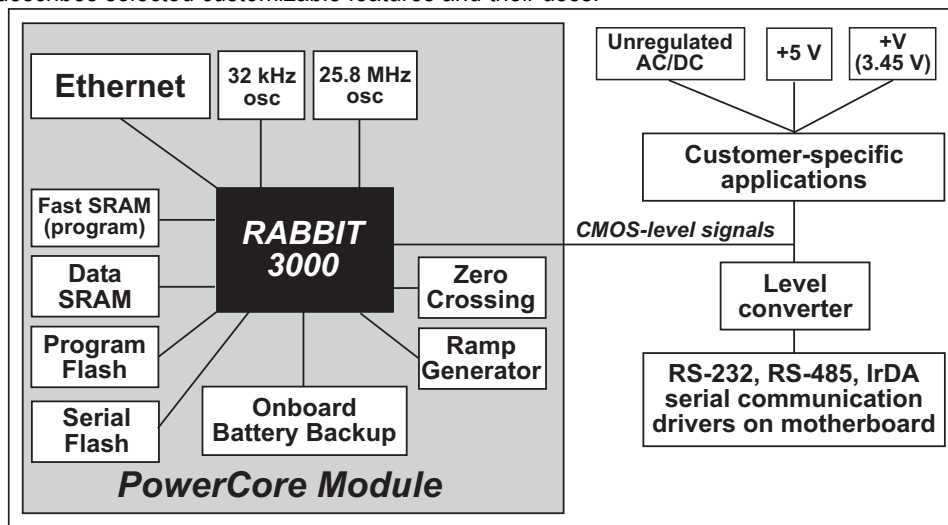 describes selected customizable features and their uses.
Ethernet
32 kHz
osc
25.8 MHz
osc
Unregulated
AC/DC
+5 V
+V
(3.45 V)
Customer-specific
applications
Fast SRAM
(program)
RABBIT
3000
CMOS-level signals
Data
SRAM
Zero
Crossing
Level
converter
Program
Flash
Ramp
Generator
RS-232, RS-485, IrDA
serial communication
drivers on motherboard
Serial
Flash
Onboard
Battery Backup
PowerCore Module